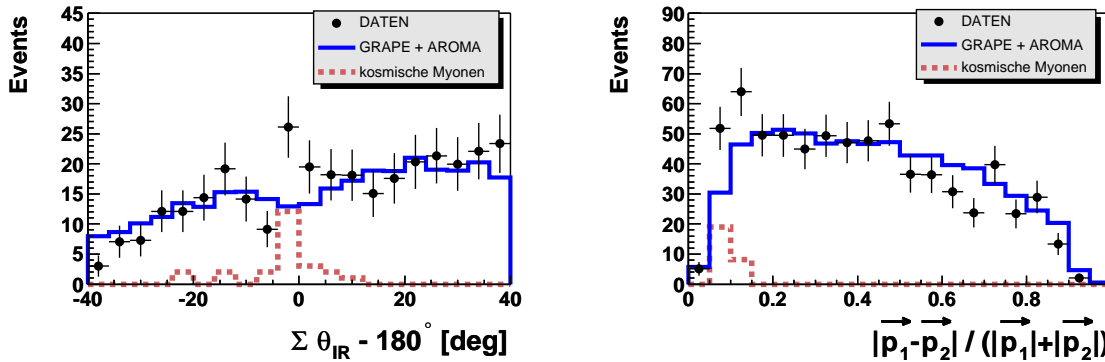 Events
45
40
35
30
25
20
15
10
5
0
DATEN
GRAPE + AROMA
kosmische Myonen
-40 -20 0 20 40
Σ θIR - 180° [deg]
Events
90
80
70
60
50
40
30
20
10
0
DATEN
GRAPE + AROMA
kosmische Myonen
0 0.2 0.4 0.6 0.8
|p1-p2| / (|p1|+|p2|)